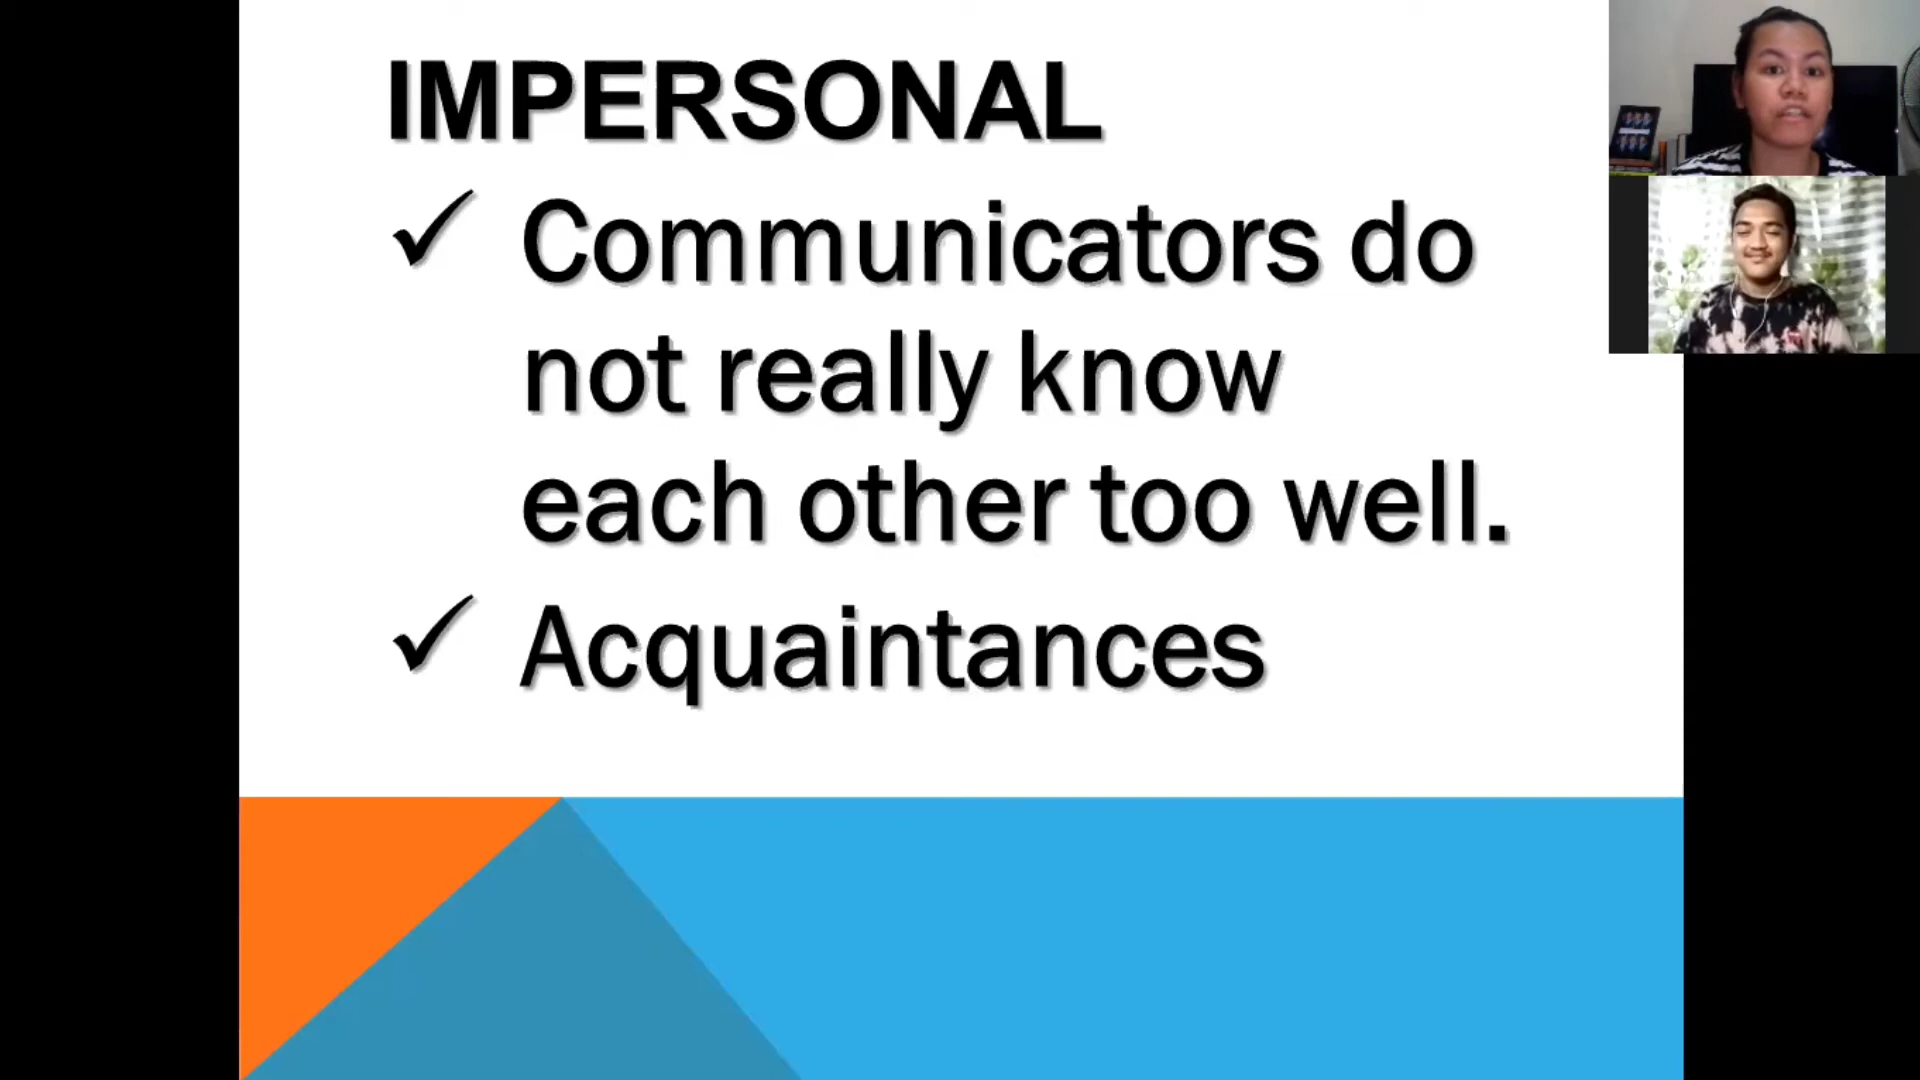 IMPERSONAL
✓ Communicators do
not really know
each other too well.
✓ Acquaintances